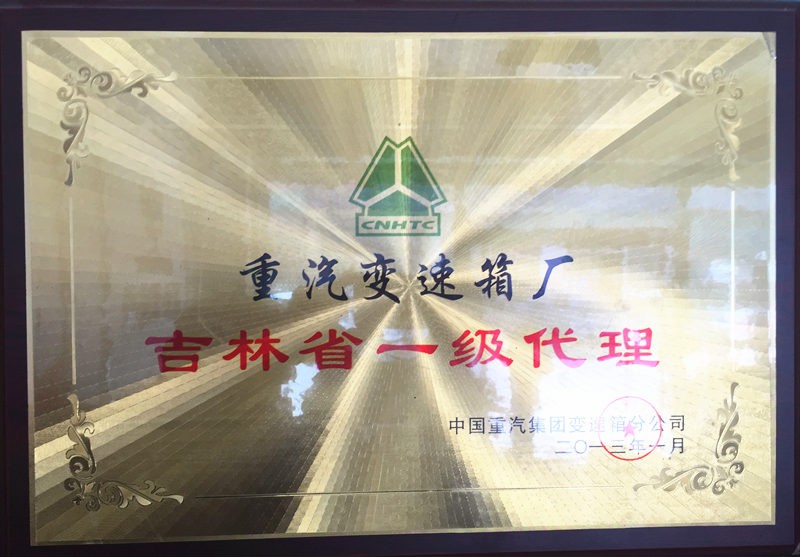 CNHTC
重汽变速箱厂
吉林省一级代理
中国重汽集团变速箱分公司
二〇一三年一月